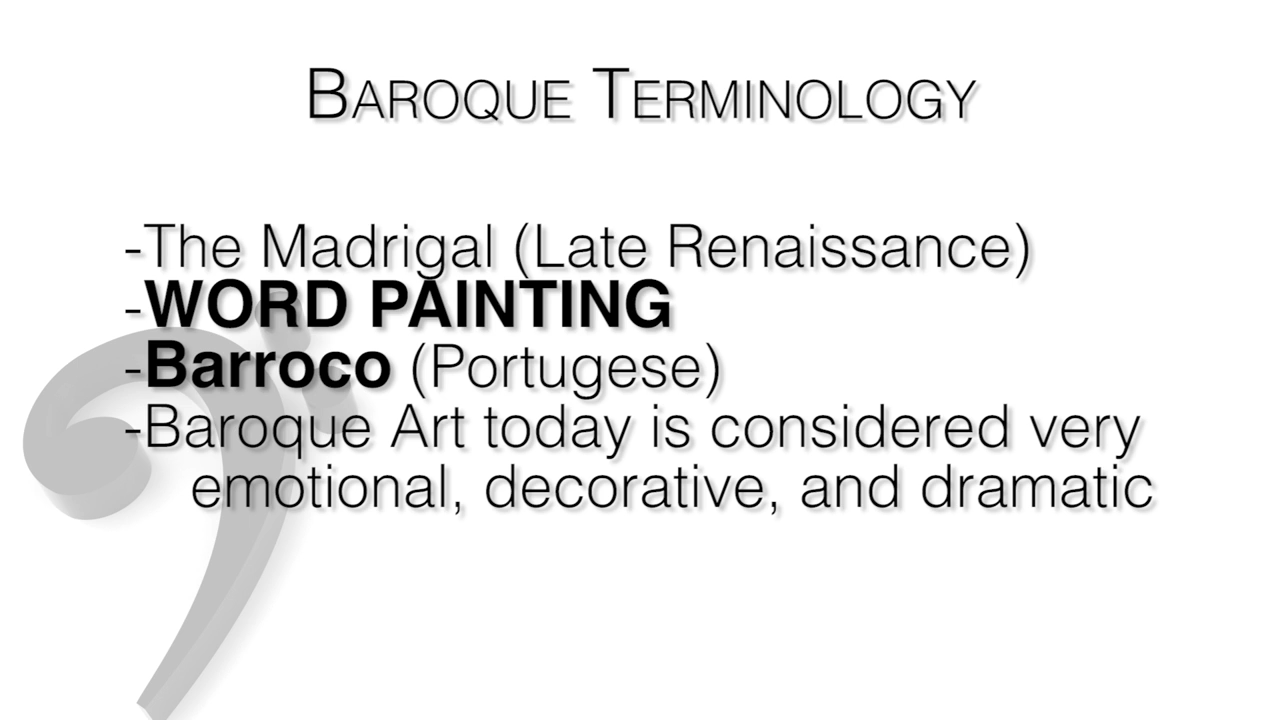 BAROQUE TERMINOLOGY
-The Madrigal (Late Renaissance)
-WORD PAINTING
-Barroco (Portugese)
-Baroque Art today is considered very
emotional, decorative, and dramatic